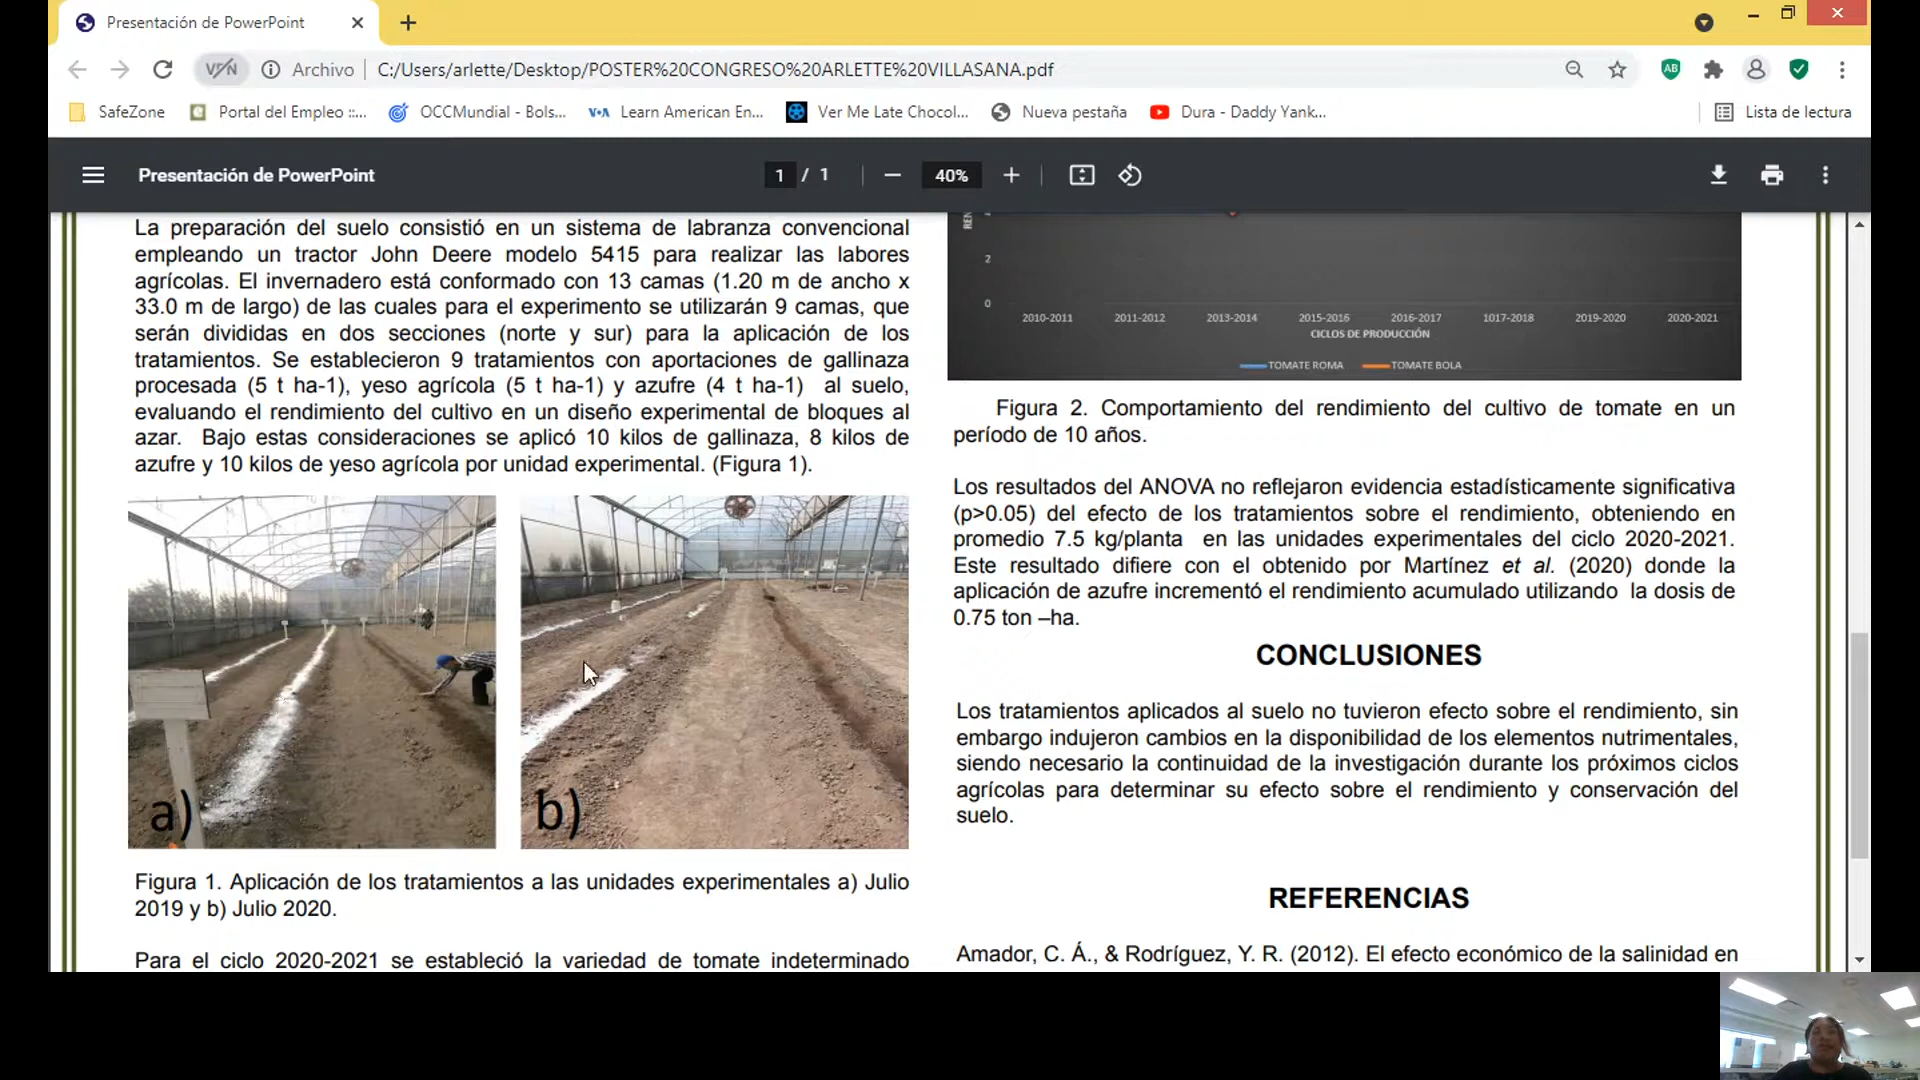 Presentación de PowerPoint
VPN
Archivo
C:/Users/arlette/Desktop/POSTER%20CONGRESO%20ARLETTE%20VILLASANA.pdf
AB
SafeZone
Portal del Empleo ::...
OCCMundial - Bols...
VOA
Learn American En...
Ver Me Late Chocol...
Nueva pestaña
Dura - Daddy Yank...
Lista de lectura
Presentación de PowerPoint
1 / 1
40%
La preparación del suelo consistió en un sistema de labranza convencional
empleando un tractor John Deere modelo 5415 para realizar las labores
agrícolas. El invernadero está conformado con 13 camas (1.20 m de ancho x
33.0 m de largo) de las cuales para el experimento se utilizarán 9 camas, que
serán divididas en dos secciones (norte y sur) para la aplicación de los
tratamientos. Se establecieron 9 tratamientos con aportaciones de gallinaza
procesada (5 t ha-1), yeso agrícola (5 t ha-1) y azufre (4 t ha-1) al suelo,
evaluando el rendimiento del cultivo en un diseño experimental de bloques al
azar. Bajo estas consideraciones se aplicó 10 kilos de gallinaza, 8 kilos de
azufre y 10 kilos de yeso agrícola por unidad experimental. (Figura 1).
a)
b)
Figura 1. Aplicación de los tratamientos a las unidades experimentales a) Julio
2019 y b) Julio 2020.
Para el ciclo 2020-2021 se estableció la variedad de tomate indeterminado
REN
4
2
0
2010-2011
2011-2012
2013-2014
2015-2016
2016-2017
1017-2018
2019-2020
2020-2021
CICLOS DE PRODUCCIÓN
TOMATE ROMA
TOMATE BOLA
Figura 2. Comportamiento del rendimiento del cultivo de tomate en un
período de 10 años.
Los resultados del ANOVA no reflejaron evidencia estadísticamente significativa
(p>0.05) del efecto de los tratamientos sobre el rendimiento, obteniendo en
promedio 7.5 kg/planta en las unidades experimentales del ciclo 2020-2021.
Este resultado difiere con el obtenido por Martínez et al. (2020) donde la
aplicación de azufre incrementó el rendimiento acumulado utilizando la dosis de
0.75 ton –ha.
CONCLUSIONES
Los tratamientos aplicados al suelo no tuvieron efecto sobre el rendimiento, sin
embargo indujeron cambios en la disponibilidad de los elementos nutrimentales,
siendo necesario la continuidad de la investigación durante los próximos ciclos
agrícolas para determinar su efecto sobre el rendimiento y conservación del
suelo.
REFERENCIAS
Amador, C. Á., & Rodríguez, Y. R. (2012). El efecto económico de la salinidad en